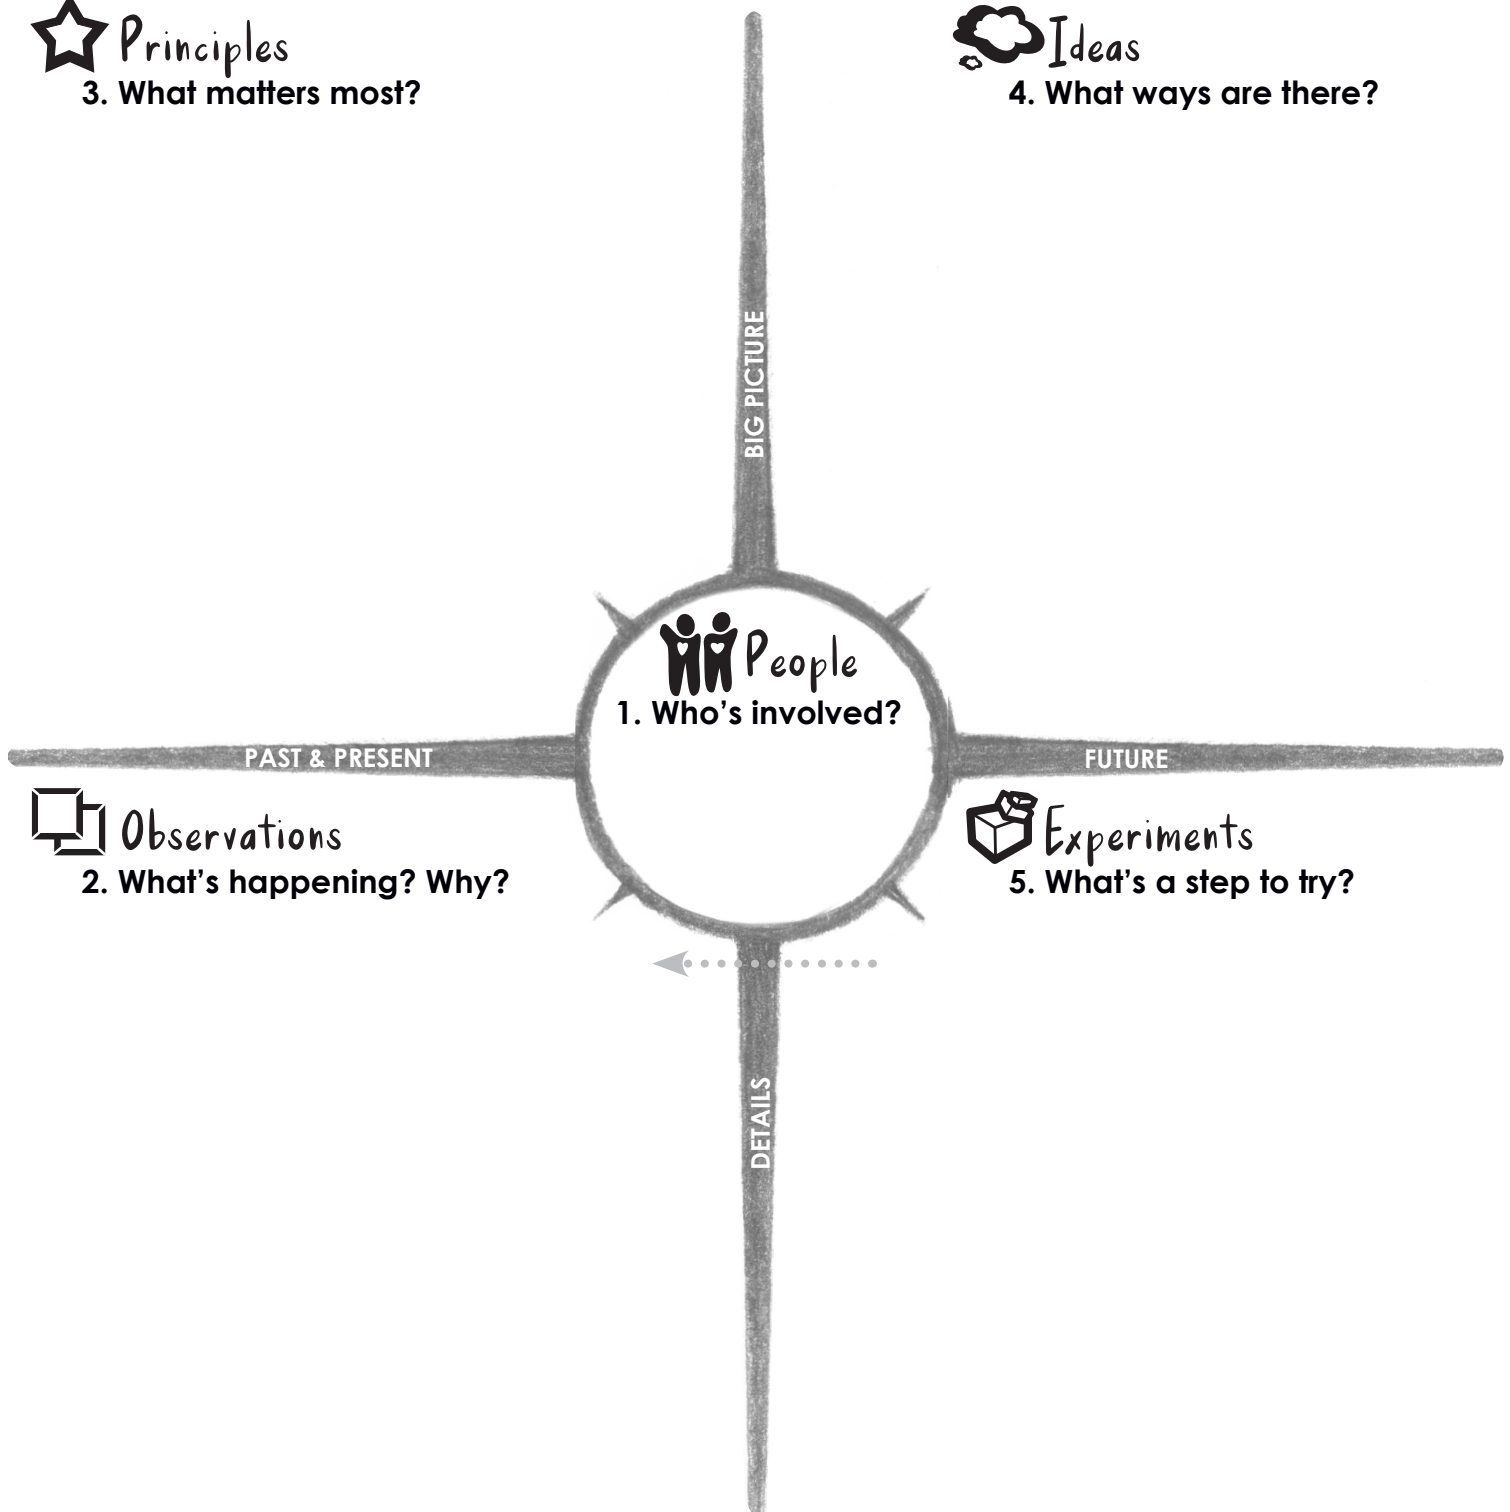 Principles
3. What matters most?
Ideas
4. What ways are there?
BIG PICTURE
People
1. Who's involved?
PAST & PRESENT
FUTURE
Observations
2. What's happening? Why?
Experiments
5. What's a step to try?
DETAILS